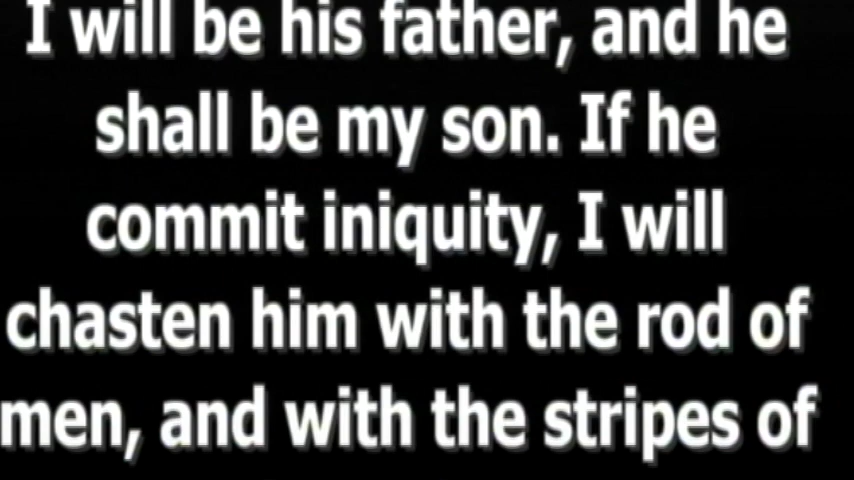 I will be his father, and he
shall be my son. If he
commit iniquity, I will
chasten him with the rod of
men, and with the stripes of